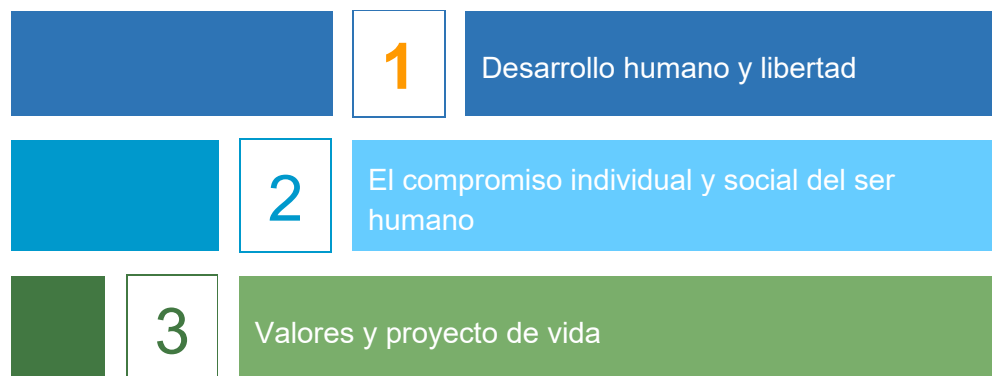 1
Desarrollo humano y libertad
2
El compromiso individual y social del ser
humano
3
Valores y proyecto de vida